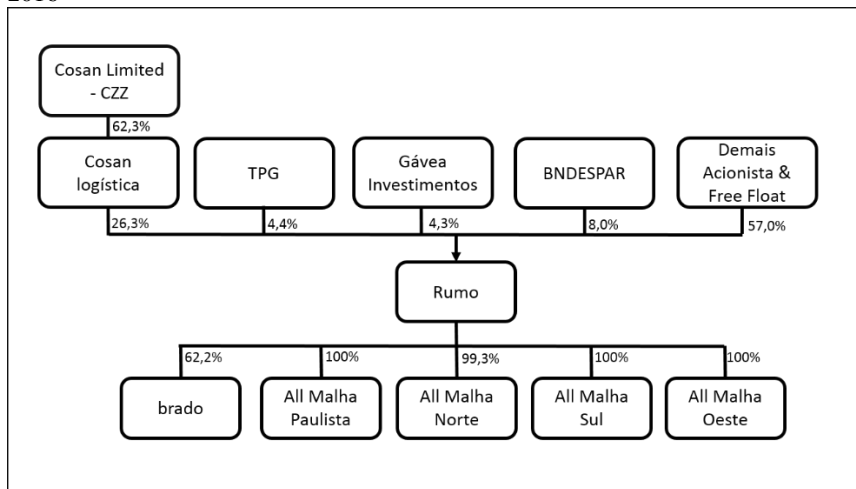 Cosan Limited
- CZZ
62,3%
Cosan
logística
TPG
Gávea
Investimentos
BNDESPAR
Demais
Acionista &
Free Float
26,3%
4,4%
4,3%
8,0%
57,0%
Rumo
62,2%
100%
99,3%
100%
100%
brado
All Malha
Paulista
All Malha
Norte
All Malha
Sul
All Malha
Oeste